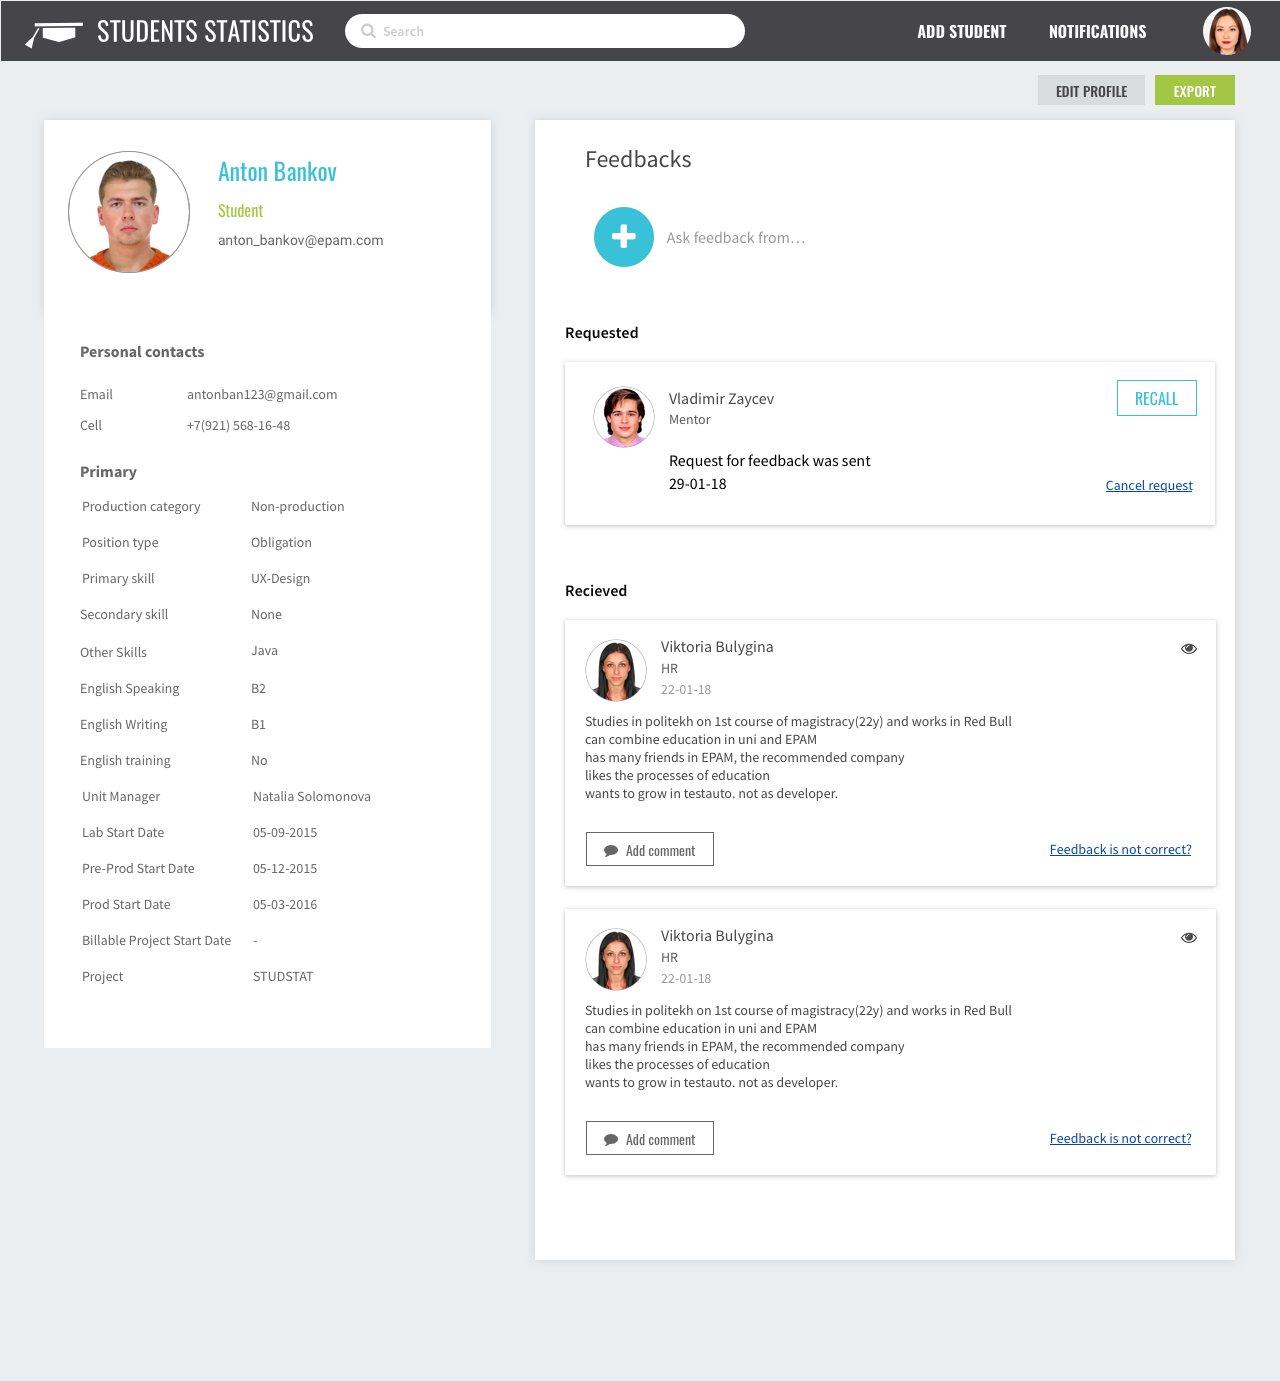 STUDENTS STATISTICS
Search
ADD STUDENT
NOTIFICATIONS
EDIT PROFILE
EXPORT
Anton Bankov
Student
anton_bankov@epam.com
Personal contacts
Email antonban123@gmail.com
Cell +7(921) 568-16-48
Primary
Production category Non-production
Position type Obligation
Primary skill UX-Design
Secondary skill None
Other Skills Java
English Speaking B2
English Writing B1
English training No
Unit Manager Natalia Solomonova
Lab Start Date 05-09-2015
Pre-Prod Start Date 05-12-2015
Prod Start Date 05-03-2016
Billable Project Start Date -
Project STUDSTAT
Feedbacks
Ask feedback from...
Requested
Vladimir Zaycev
Mentor
RECALL
Request for feedback was sent
29-01-18
Cancel request
Recieved
Viktoria Bulygina
HR
22-01-18
Studies in politekh on 1st course of magistracy(22y) and works in Red Bull
can combine education in uni and EPAM
has many friends in EPAM, the recommended company
likes the processes of education
wants to grow in testauto. not as developer.
Add comment
Feedback is not correct?
Viktoria Bulygina
HR
22-01-18
Studies in politekh on 1st course of magistracy(22y) and works in Red Bull
can combine education in uni and EPAM
has many friends in EPAM, the recommended company
likes the processes of education
wants to grow in testauto. not as developer.
Add comment
Feedback is not correct?